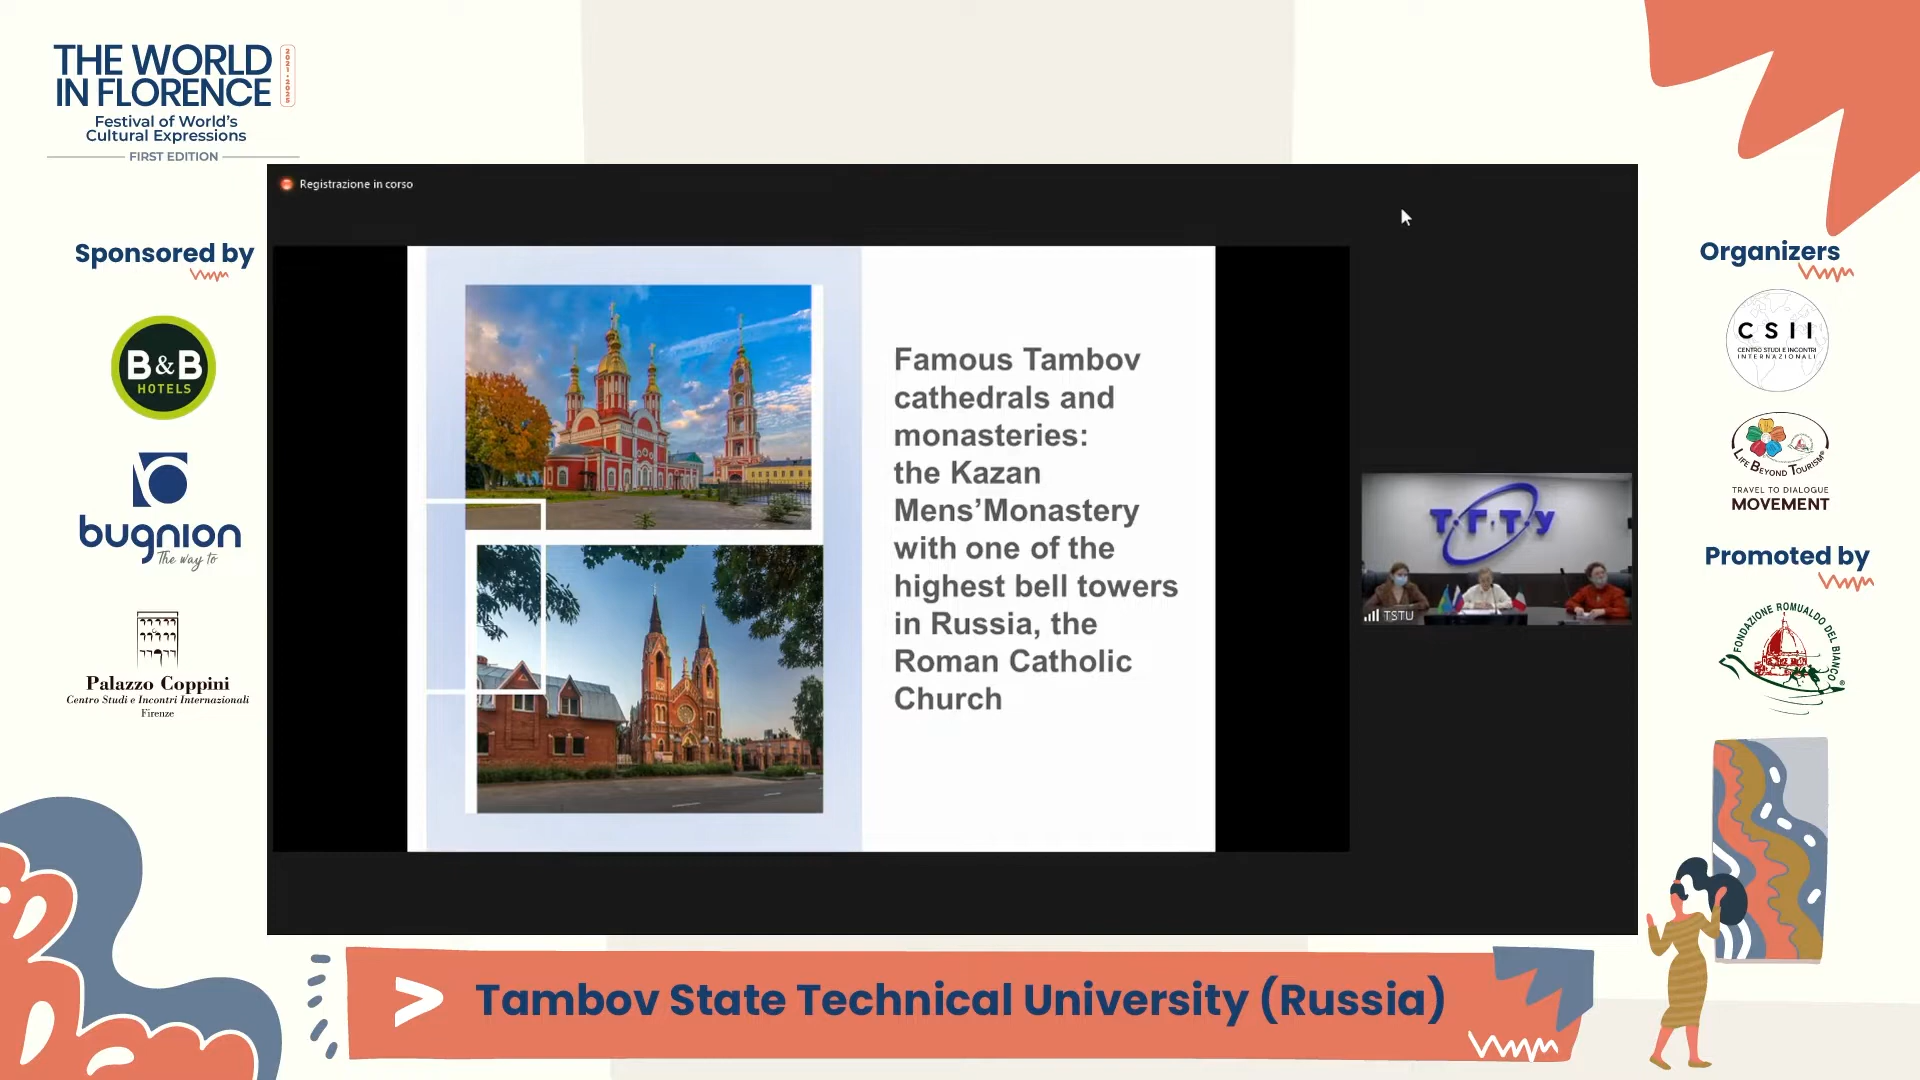 THE WORLD
IN FLORENCE
2021-2025
Festival of World's
Cultural Expressions
FIRST EDITION
Registrazione in corso
Sponsored by
B&B
HOTELS
bugnion
The way to
Palazzo Coppini
Centro Studi e Incontri Internazionali
Firenze
Famous Tambov
cathedrals and
monasteries:
the Kazan
Mens'Monastery
with one of the
highest bell towers
in Russia, the
Roman Catholic
Church
Т.Г.Т.У
TSTU
Organizers
CSII
CENTRO STUDI E INCONTRI
INTERNAZIONALI
LIFE BEYOND TOURISM®
TRAVEL TO DIALOGUE
MOVEMENT
Promoted by
FONDAZIONE ROMUALDO DEL BIANCO®
> Tambov State Technical University (Russia)